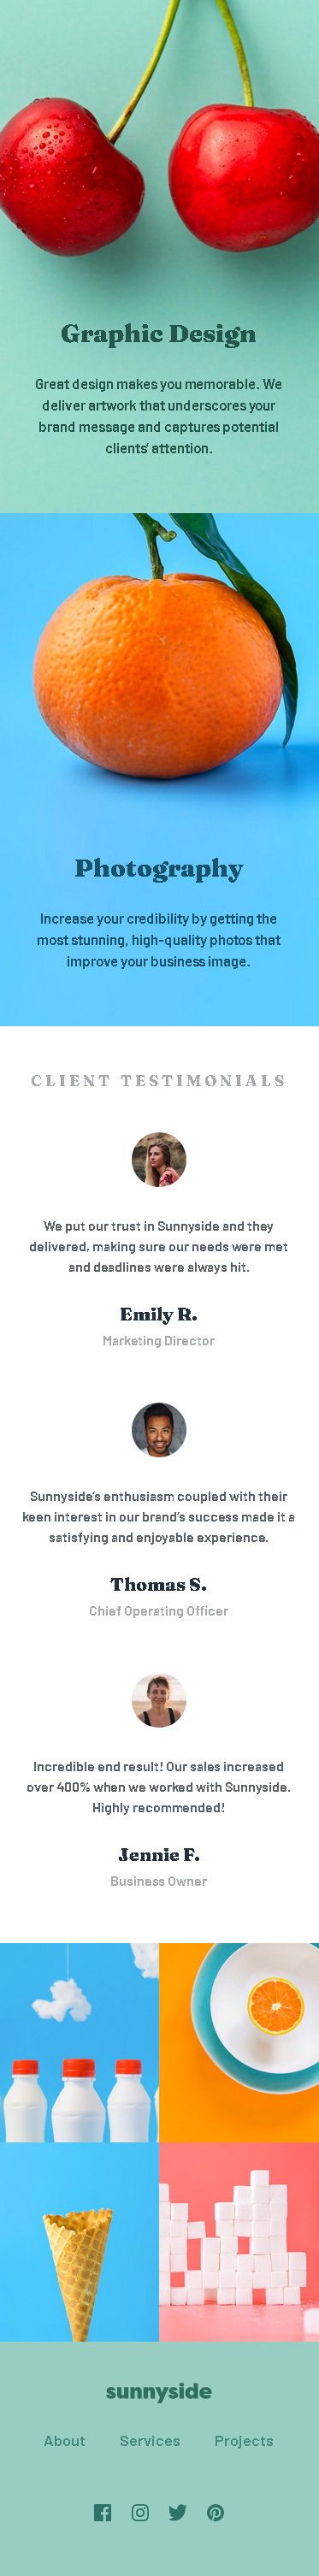 Graphic Design
Great design makes you memorable. We
deliver artwork that underscores your
brand message and captures potential
clients’ attention.
Photography
Increase your credibility by getting the
most stunning, high-quality photos that
improve your business image.
CLIENT TESTIMONIALS
We put our trust in Sunnyside and they
delivered, making sure our needs were met
and deadlines were always hit.
Emily R.
Marketing Director
Sunnyside’s enthusiasm coupled with their
keen interest in our brand’s success made it a
satisfying and enjoyable experience.
Thomas S.
Chief Operating Officer
Incredible end result! Our sales increased
over 400% when we worked with Sunnyside.
Highly recommended!
Jennie F.
Business Owner
sunnyside
About Services Projects